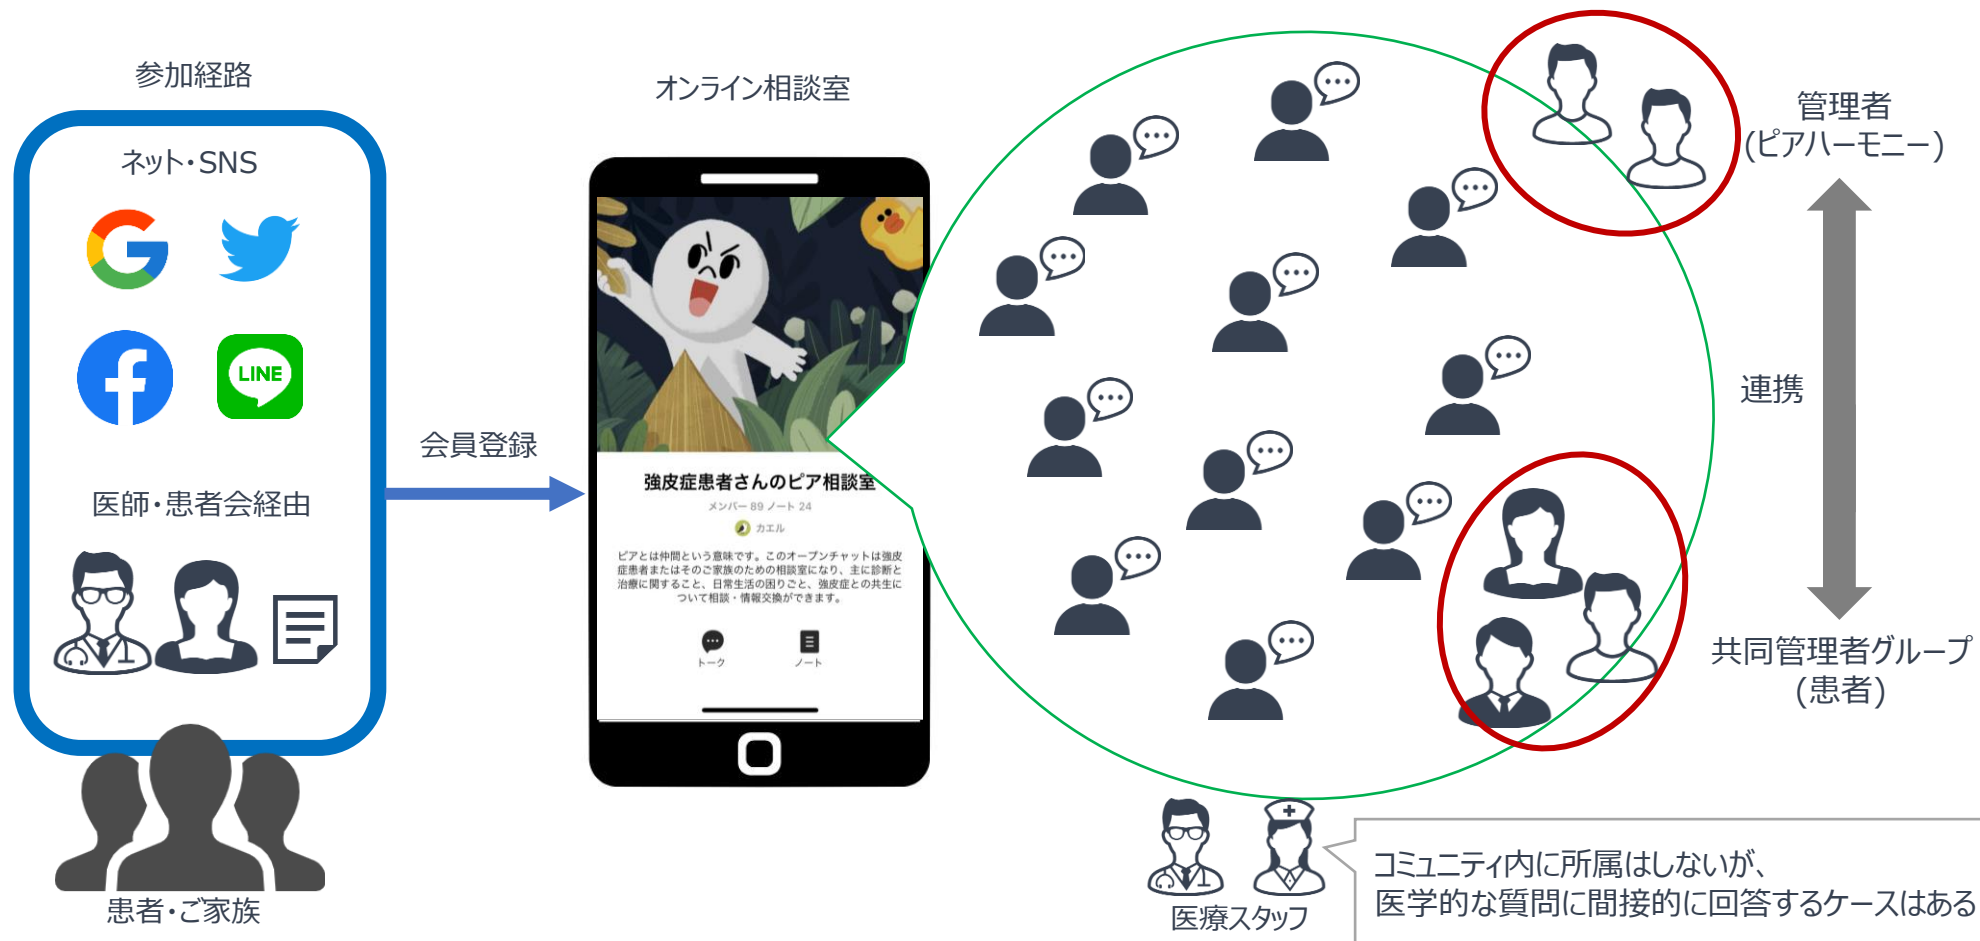 参加経路
ネット・SNS
LINE
医師・患者会経由
患者・ご家族
会員登録
オンライン相談室
強皮症患者さんのピア相談室
メンバー 89 ノート 24
カエル
ピアとは仲間という意味です。このオープンチャットは強皮
症患者またはそのご家族のための相談室になり、主に診断と
治療に関すること、日常生活の困りごと、強皮症との共生に
ついて相談・情報交換ができます。
トーク
ノート
管理者
(ピアハーモニー)
連携
共同管理者グループ
(患者)
医療スタッフ
コミュニティ内に所属はしないが、
医学的な質問に間接的に回答するケースはある